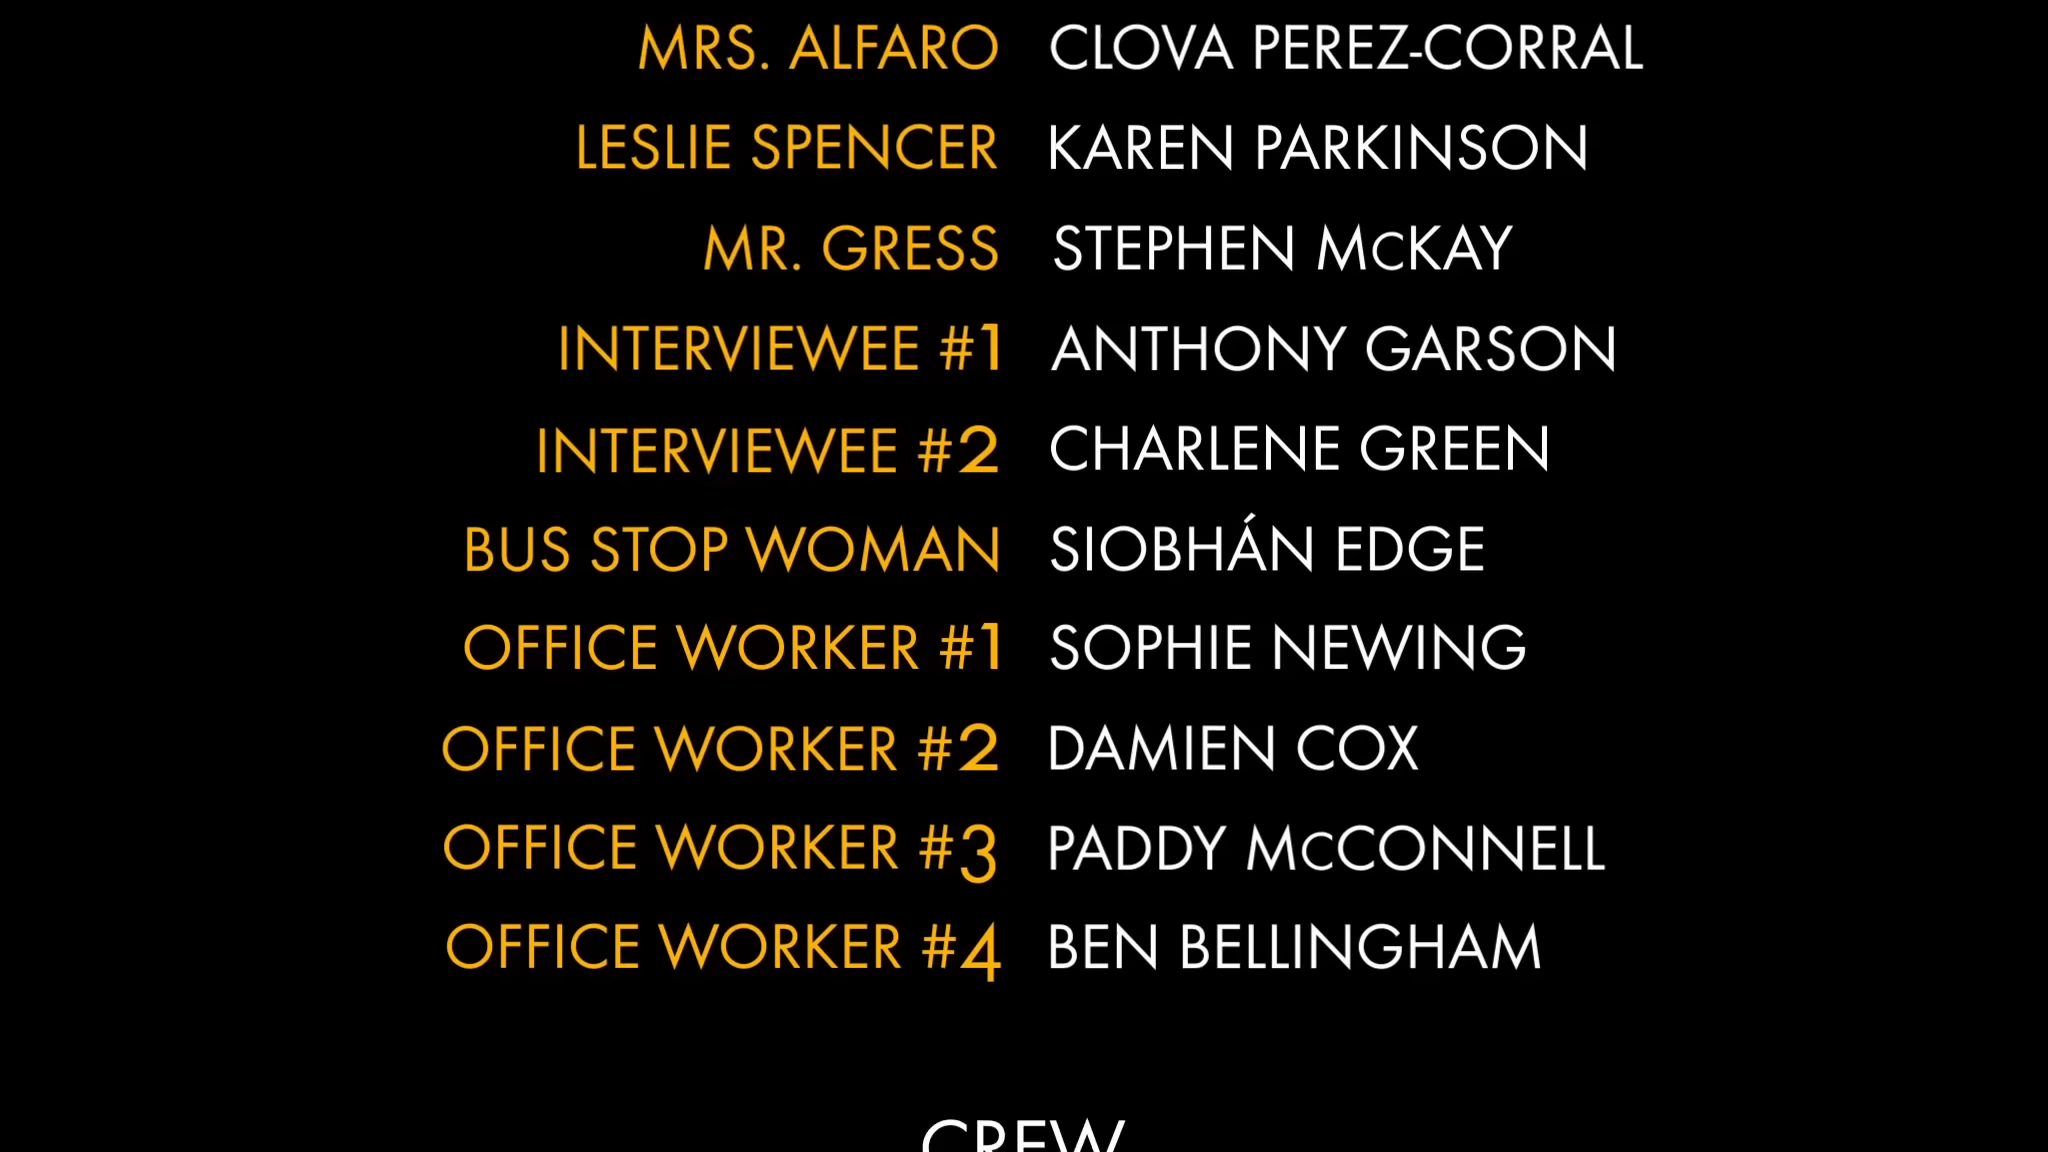 MRS. ALFARO CLOVA PEREZ-CORRAL
LESLIE SPENCER KAREN PARKINSON
MR. GRESS STEPHEN McKAY
INTERVIEWEE #1 ANTHONY GARSON
INTERVIEWEE #2 CHARLENE GREEN
BUS STOP WOMAN SIOBHÁN EDGE
OFFICE WORKER #1 SOPHIE NEWING
OFFICE WORKER #2 DAMIEN COX
OFFICE WORKER #3 PADDY McCONNELL
OFFICE WORKER #4 BEN BELLINGHAM
CREW